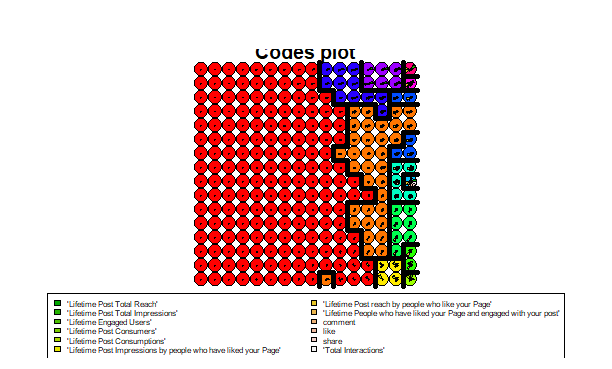 Codes plot
'Lifetime Post Total Reach'
'Lifetime Post Total Impressions'
'Lifetime Engaged Users'
'Lifetime Post Consumers'
'Lifetime Post Consumptions'
'Lifetime Post Impressions by people who have liked your Page'
'Lifetime Post reach by people who like your Page'
'Lifetime People who have liked your Page and engaged with your post'
comment
like
share
'Total Interactions'